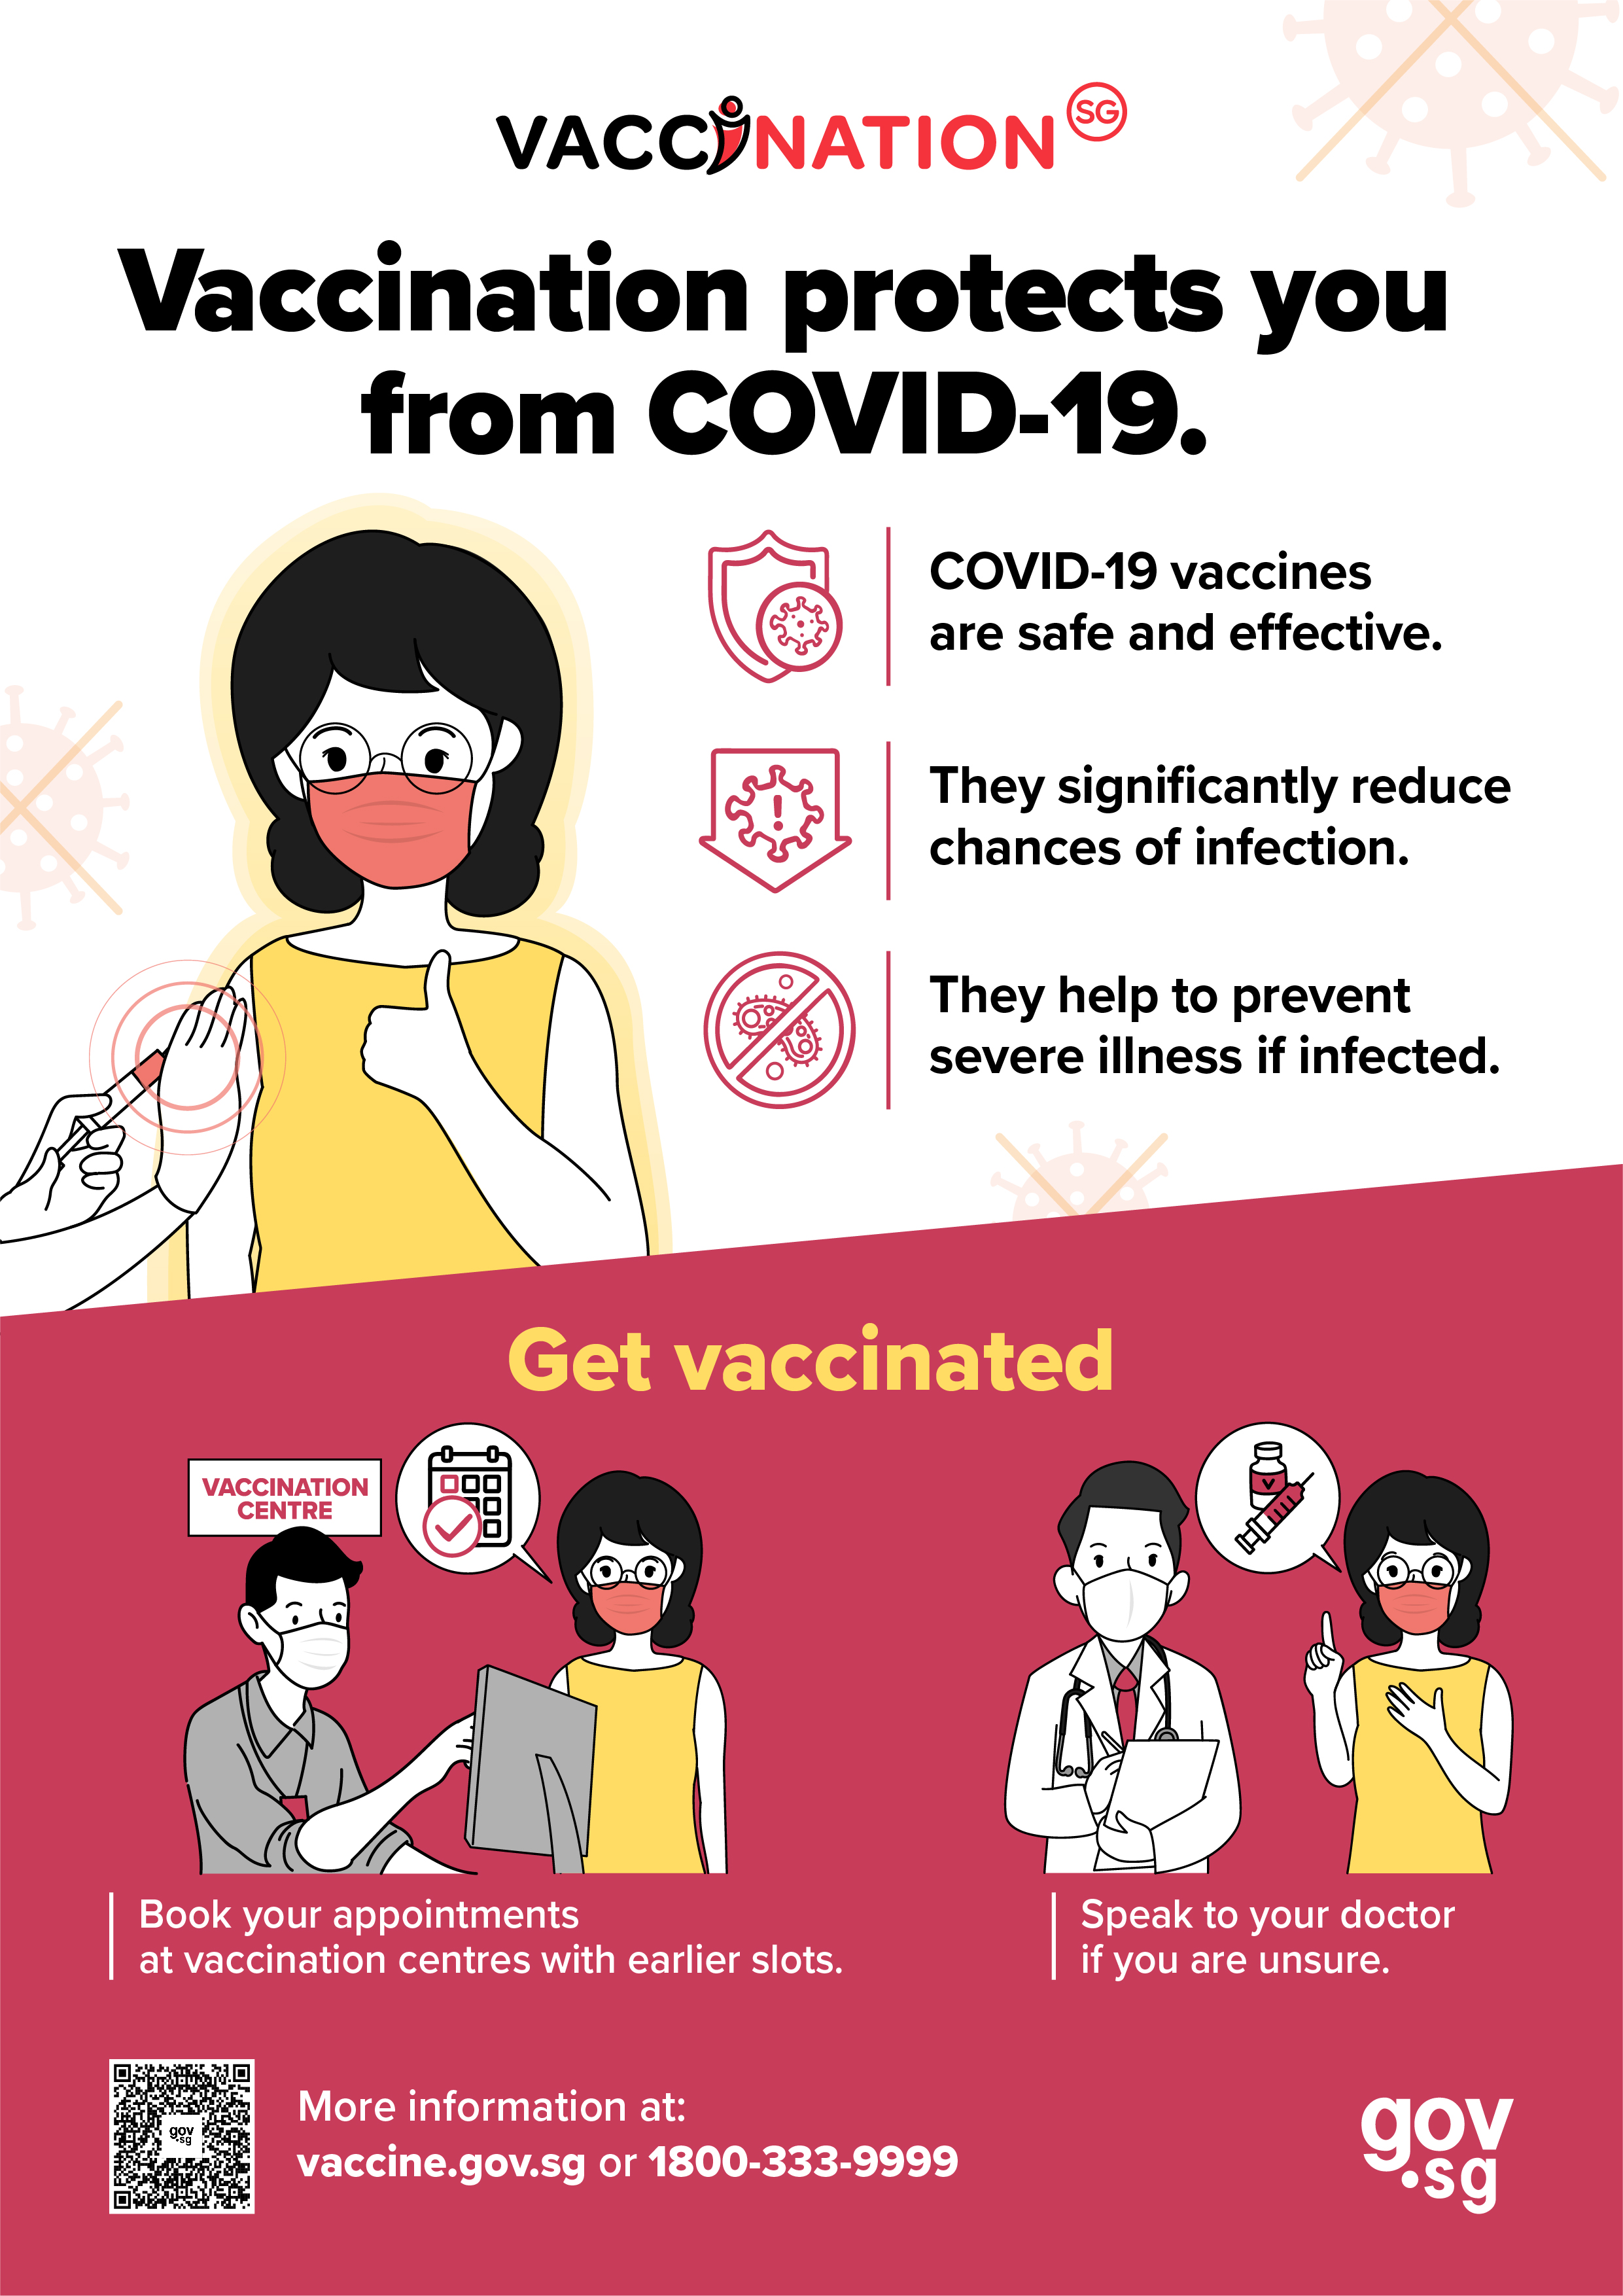 VACCINATION SG
Vaccination protects you
from COVID-19.
COVID-19 vaccines
are safe and effective.
They significantly reduce
chances of infection.
They help to prevent
severe illness if infected.
Get vaccinated
VACCINATION
CENTRE
Book your appointments
at vaccination centres with earlier slots.
Speak to your doctor
if you are unsure.
gov
.sg
More information at:
vaccine.gov.sg or 1800-333-9999
gov
.sg